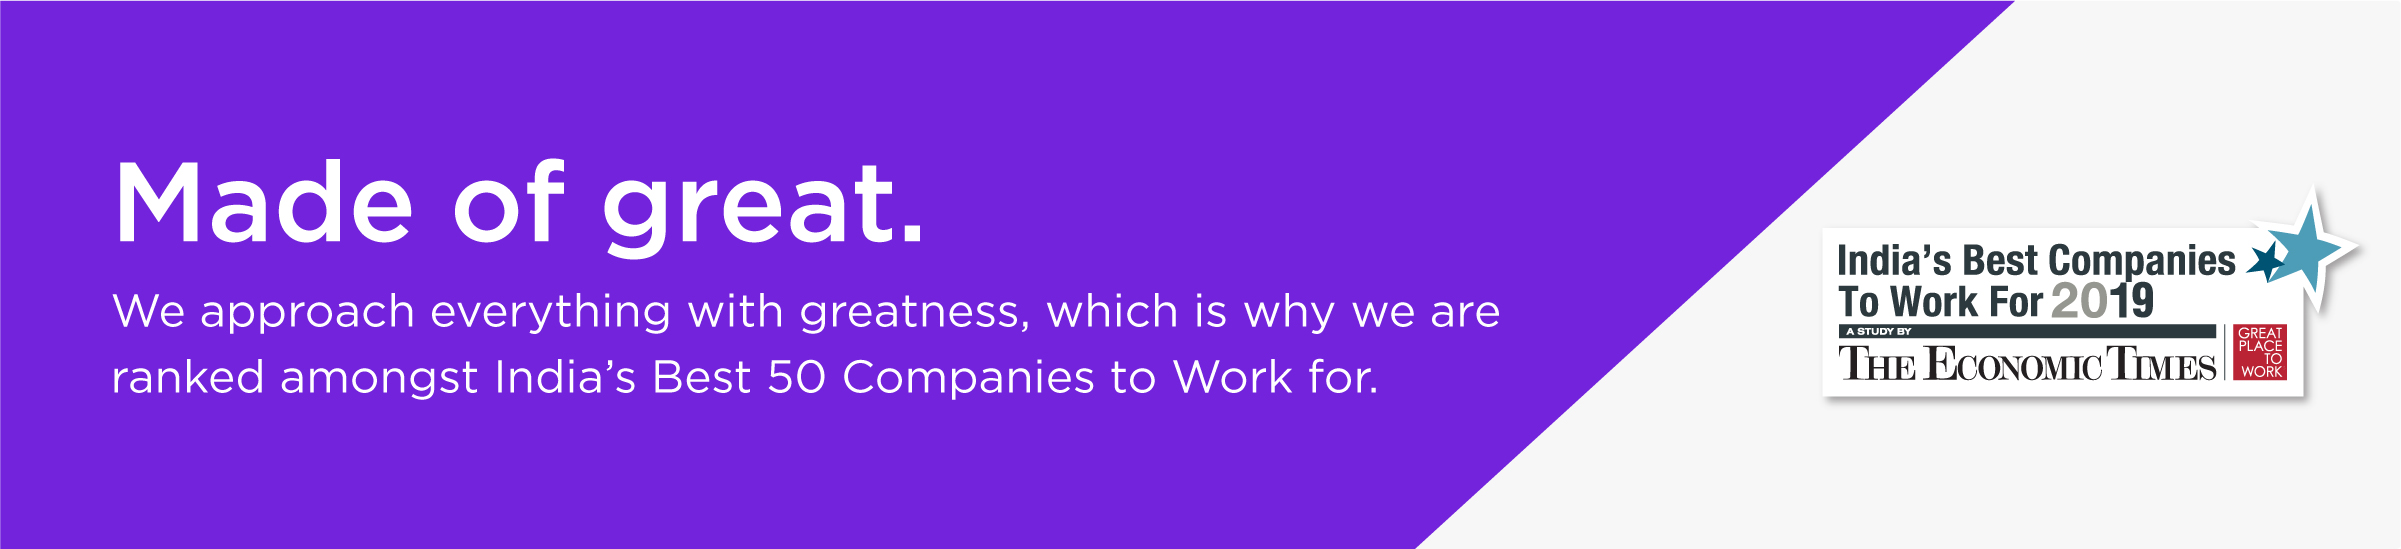 Made of great.
We approach everything with greatness, which is why we are
ranked amongst India’s Best 50 Companies to Work for.
India’s Best Companies
To Work For 2019
A STUDY BY
THE ECONOMIC TIMES
GREAT
PLACE
TO
WORK